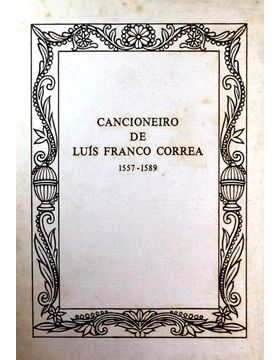 CANCIONEIRO
DE
LUÍS FRANCO CORREA
1557-1589